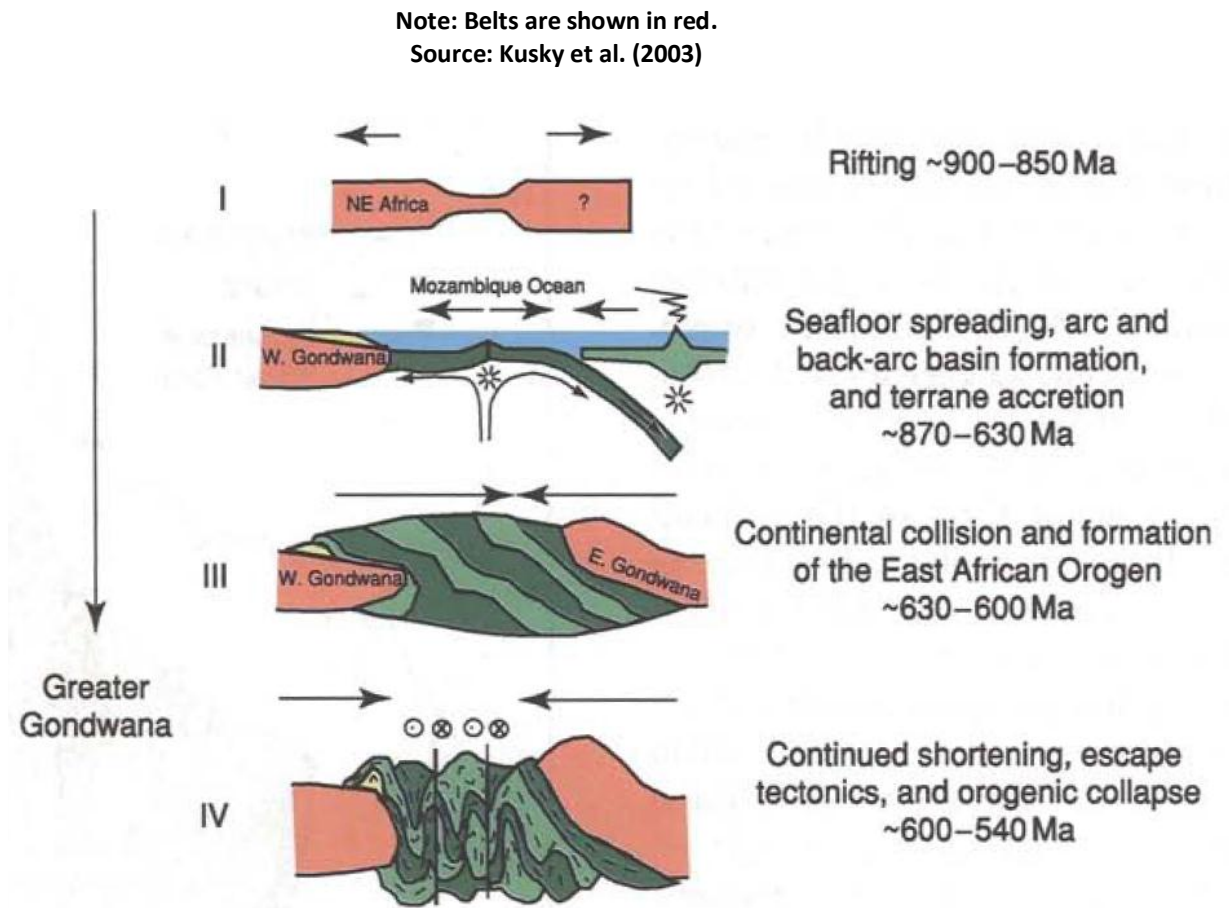 Note: Belts are shown in red.
Source: Kusky et al. (2003)
I
NE Africa
?
Rifting ~900–850 Ma
Mozambique Ocean
II
W. Gondwana
Seafloor spreading, arc and
back-arc basin formation,
and terrane accretion
~870–630 Ma
III
W. Gondwana
E. Gondwana
Continental collision and formation
of the East African Orogen
~630–600 Ma
Greater
Gondwana
IV
Continued shortening, escape
tectonics, and orogenic collapse
~600–540 Ma